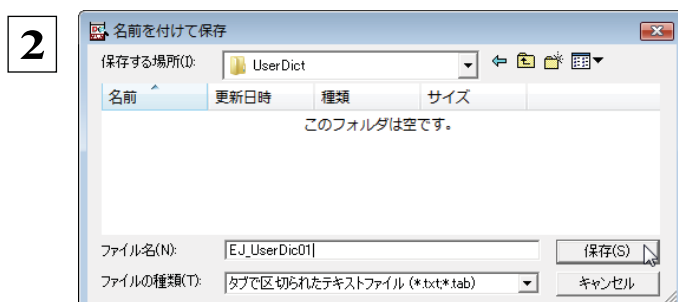 2
名前を付けて保存
保存する場所(I): UserDict
名前 更新日時 種類 サイズ
このフォルダは空です。
ファイル名(N): EJ_UserDic01 保存(S)
ファイルの種類(T): タブで区切られたテキストファイル (*.txt;*.tab) キャンセル